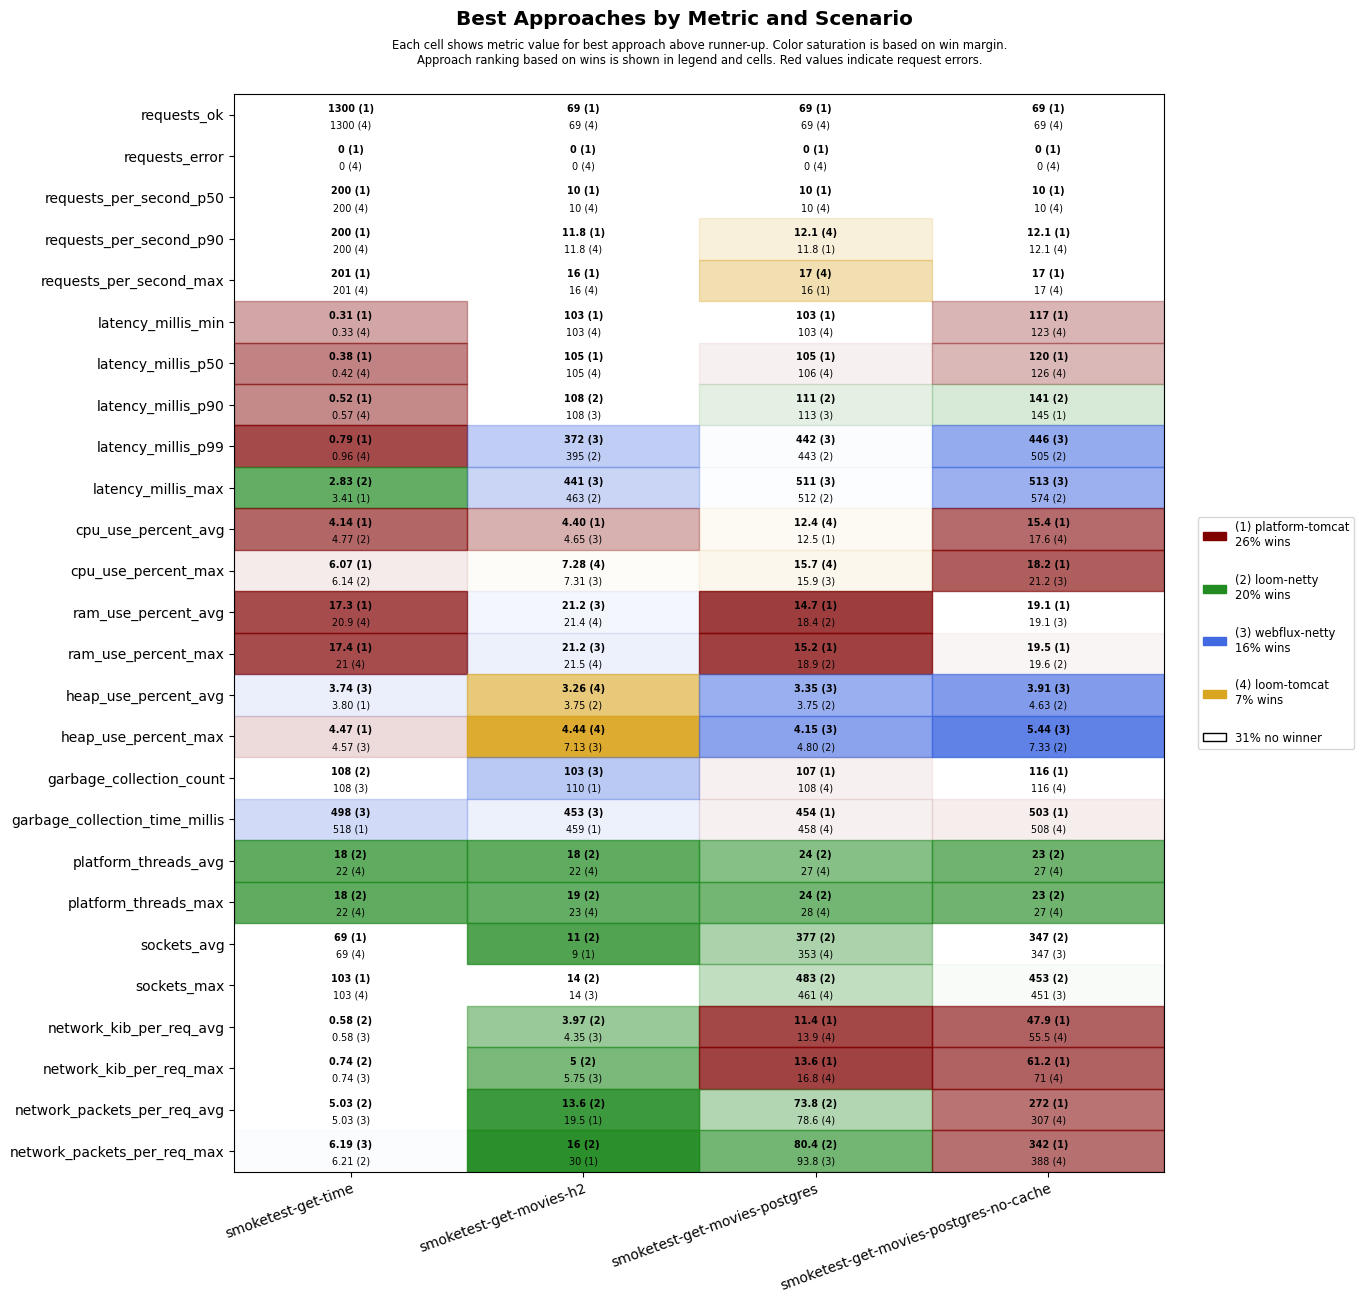 Best Approaches by Metric and Scenario
Each cell shows metric value for best approach above runner-up. Color saturation is based on win margin.
Approach ranking based on wins is shown in legend and cells. Red values indicate request errors.
requests_ok
1300 (1) 69 (1) 69 (1) 69 (1)
1300 (4) 69 (4) 69 (4) 69 (4)
requests_error
0 (1) 0 (1) 0 (1) 0 (1)
0 (4) 0 (4) 0 (4) 0 (4)
requests_per_second_p50
200 (1) 10 (1) 10 (1) 10 (1)
200 (4) 10 (4) 10 (4) 10 (4)
requests_per_second_p90
200 (1) 11.8 (1) 12.1 (4) 12.1 (1)
200 (4) 11.8 (4) 11.8 (1) 12.1 (4)
requests_per_second_max
201 (1) 16 (1) 17 (4) 17 (1)
201 (4) 16 (4) 16 (1) 17 (4)
latency_millis_min
0.31 (1) 103 (1) 103 (1) 117 (1)
0.33 (4) 103 (4) 103 (4) 123 (4)
latency_millis_p50
0.38 (1) 105 (1) 105 (1) 120 (1)
0.42 (4) 105 (4) 106 (4) 126 (4)
latency_millis_p90
0.52 (1) 108 (2) 111 (2) 141 (2)
0.57 (4) 108 (3) 113 (3) 145 (1)
latency_millis_p99
0.79 (1) 372 (3) 442 (3) 446 (3)
0.96 (4) 395 (2) 443 (2) 505 (2)
latency_millis_max
2.83 (2) 441 (3) 511 (3) 513 (3)
3.41 (1) 463 (2) 512 (2) 574 (2)
cpu_use_percent_avg
4.14 (1) 4.40 (1) 12.4 (4) 15.4 (1)
4.77 (2) 4.65 (3) 12.5 (1) 17.6 (4)
cpu_use_percent_max
6.07 (1) 7.28 (4) 15.7 (4) 18.2 (1)
6.14 (2) 7.31 (3) 15.9 (3) 21.2 (3)
ram_use_percent_avg
17.3 (1) 21.2 (3) 14.7 (1) 19.1 (1)
20.9 (4) 21.4 (4) 18.4 (2) 19.1 (3)
ram_use_percent_max
17.4 (1) 21.2 (3) 15.2 (1) 19.5 (1)
21 (4) 21.5 (4) 18.9 (2) 19.6 (2)
heap_use_percent_avg
3.74 (3) 3.26 (4) 3.35 (3) 3.91 (3)
3.80 (1) 3.75 (2) 3.75 (2) 4.63 (2)
heap_use_percent_max
4.47 (1) 4.44 (4) 4.15 (3) 5.44 (3)
4.57 (3) 7.13 (3) 4.80 (2) 7.33 (2)
garbage_collection_count
108 (2) 103 (3) 107 (1) 116 (1)
108 (3) 110 (1) 108 (4) 116 (4)
garbage_collection_time_millis
498 (3) 453 (3) 454 (1) 503 (1)
518 (1) 459 (1) 458 (4) 508 (4)
platform_threads_avg
18 (2) 18 (2) 24 (2) 23 (2)
22 (4) 22 (4) 27 (4) 27 (4)
platform_threads_max
18 (2) 19 (2) 24 (2) 23 (2)
22 (4) 23 (4) 28 (4) 27 (4)
sockets_avg
69 (1) 11 (2) 377 (2) 347 (2)
69 (4) 9 (1) 353 (4) 347 (3)
sockets_max
103 (1) 14 (2) 483 (2) 453 (2)
103 (4) 14 (3) 461 (4) 451 (3)
network_kib_per_req_avg
0.58 (2) 3.97 (2) 11.4 (1) 47.9 (1)
0.58 (3) 4.35 (3) 13.9 (4) 55.5 (4)
network_kib_per_req_max
0.74 (2) 5 (2) 13.6 (1) 61.2 (1)
0.74 (3) 5.75 (3) 16.8 (4) 71 (4)
network_packets_per_req_avg
5.03 (2) 13.6 (2) 73.8 (2) 272 (1)
5.03 (3) 19.5 (1) 78.6 (4) 307 (4)
network_packets_per_req_max
6.19 (3) 16 (2) 80.4 (2) 342 (1)
6.21 (2) 30 (1) 93.8 (3) 388 (4)
smoketest-get-time
smoketest-get-movies-h2
smoketest-get-movies-postgres
smoketest-get-movies-postgres-no-cache
(1) platform-tomcat
26% wins
(2) loom-netty
20% wins
(3) webflux-netty
16% wins
(4) loom-tomcat
7% wins
31% no winner